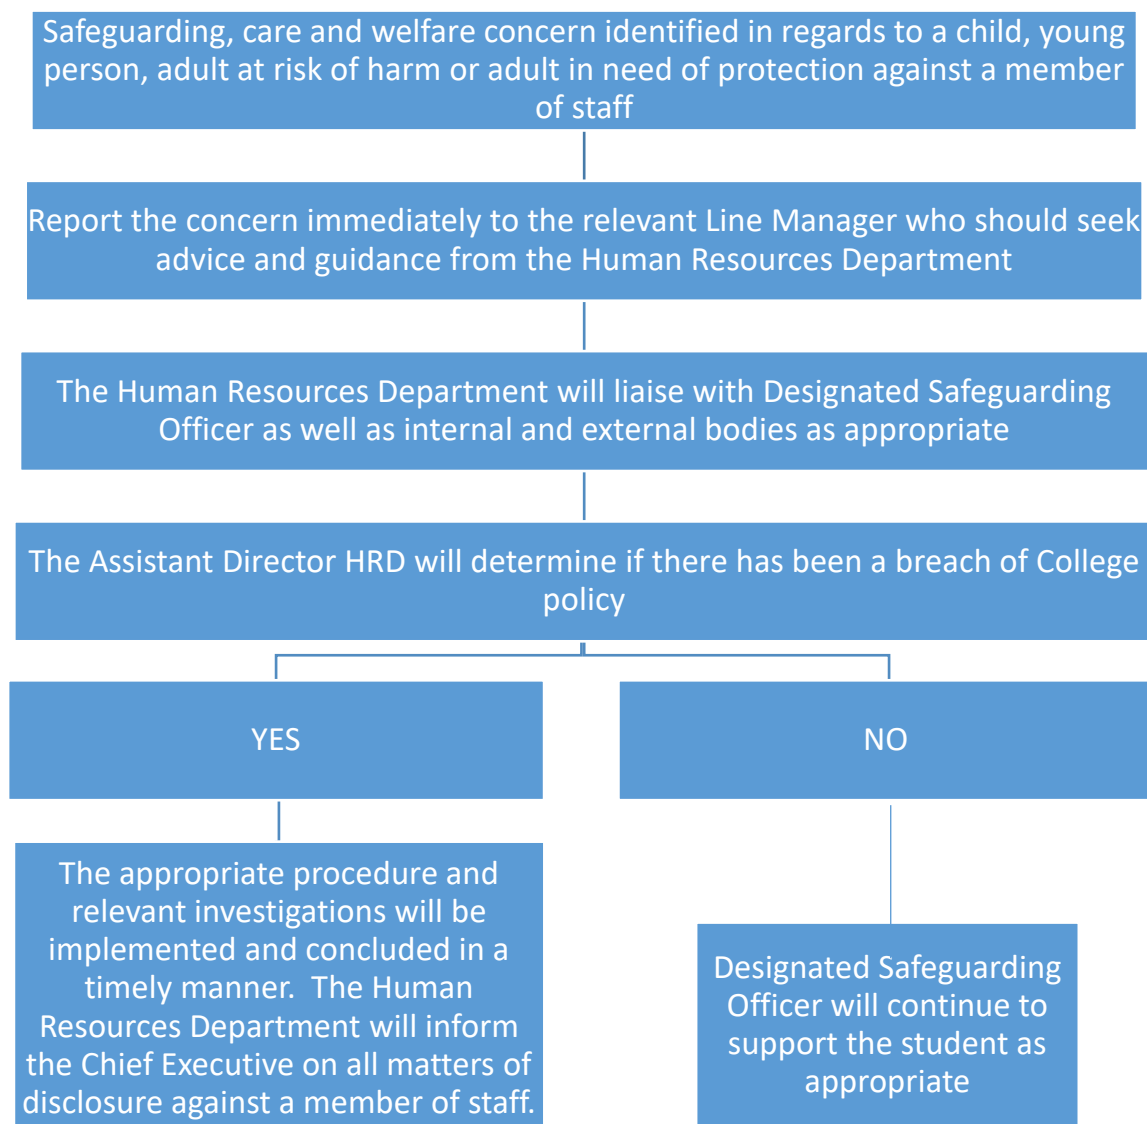 Safeguarding, care and welfare concern identified in regards to a child, young
person, adult at risk of harm or adult in need of protection against a member
of staff
Report the concern immediately to the relevant Line Manager who should seek
advice and guidance from the Human Resources Department
The Human Resources Department will liaise with Designated Safeguarding
Officer as well as internal and external bodies as appropriate
The Assistant Director HRD will determine if there has been a breach of College
policy
YES
NO
The appropriate procedure and
relevant investigations will be
implemented and concluded in a
timely manner.  The Human
Resources Department will inform
the Chief Executive on all matters of
disclosure against a member of staff.
Designated Safeguarding
Officer will continue to
support the student as
appropriate